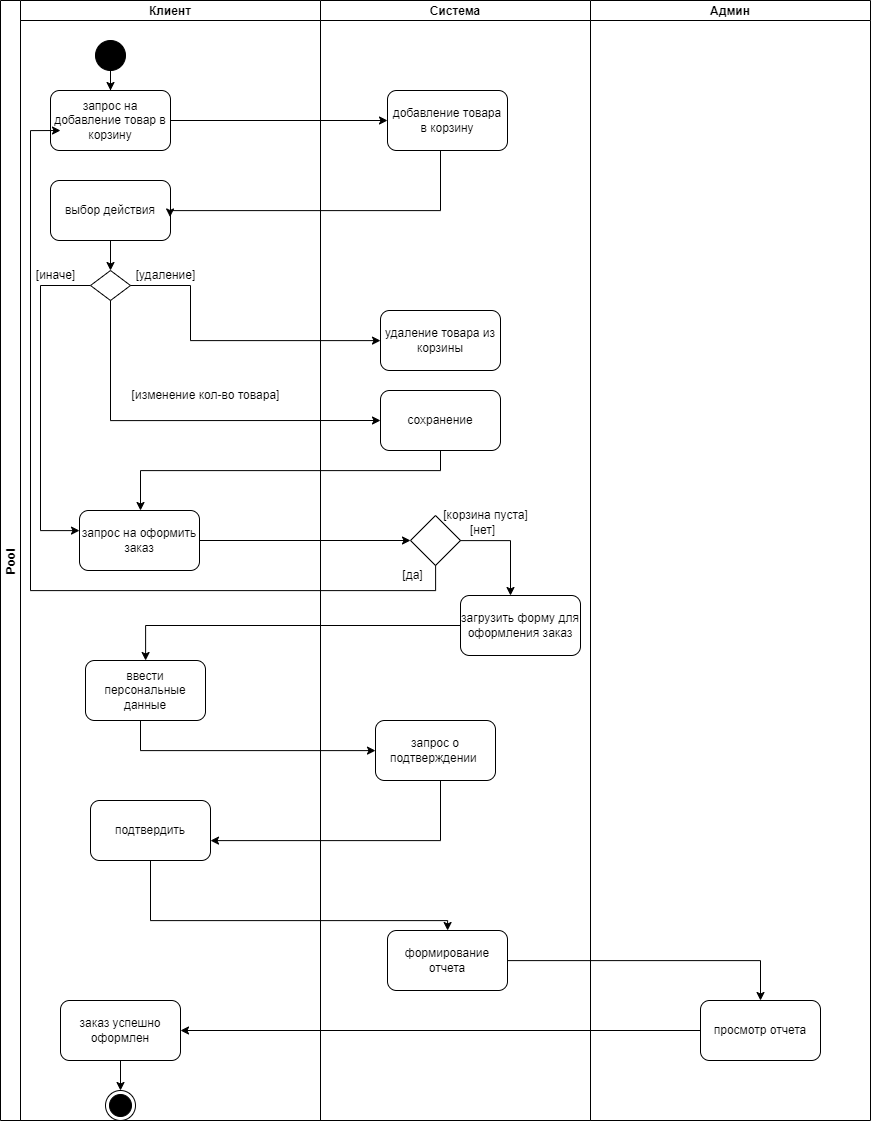 Клиент
Система
Админ
Pool
запрос на
добавление товар в
корзину
добавление товара
в корзину
выбор действия
[иначе]
[удаление]
удаление товара из
корзины
[изменение кол-во товара]
сохранение
запрос на оформить
заказ
[корзина пуста]
[нет]
[да]
загрузить форму для
оформления заказ
ввести
персональные
данные
запрос о
подтверждении
подтвердить
формирование
отчета
заказ успешно
оформлен
просмотр отчета